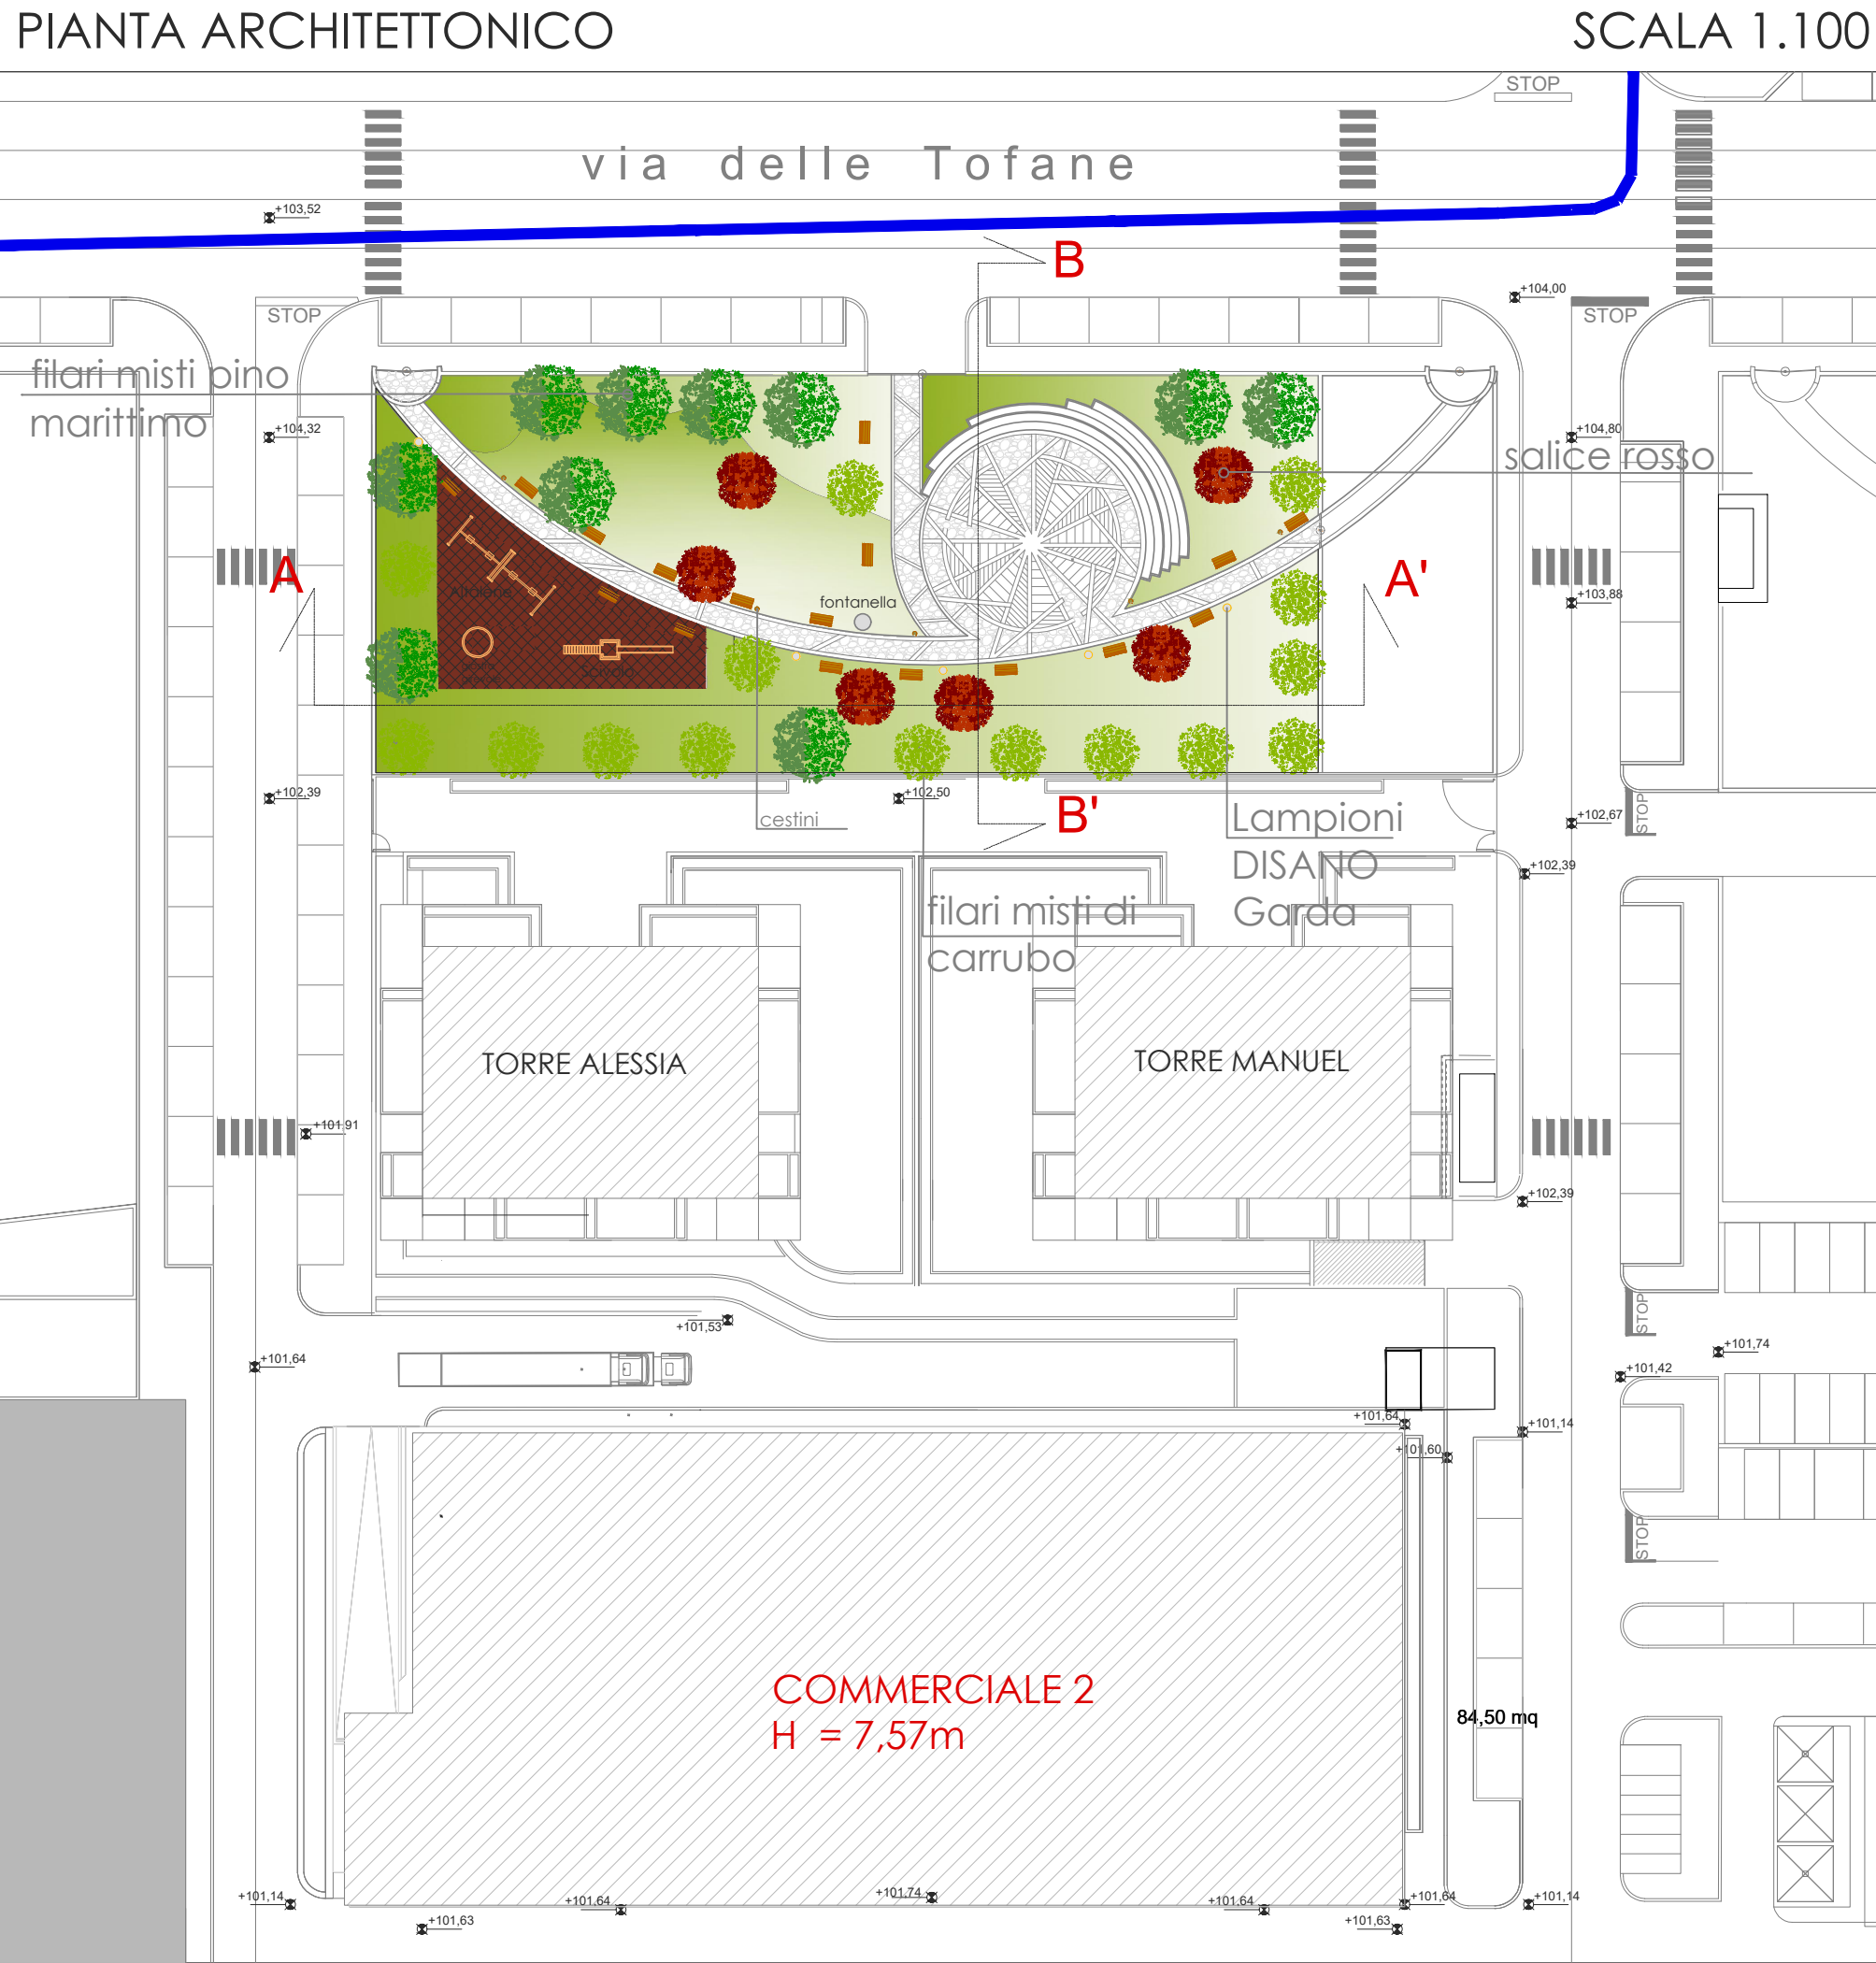 PIANTA ARCHITETTONICO
SCALA 1.100
STOP
via delle Tofane
+103,52
B
+104,00
STOP
STOP
filari misti pino
marittimo
+104,32
+104,80
salice rosso
A
A'
Altalene
fontanella
+103,88
scivolo
+102,39
+102,50
cestini
B'
Lampioni
DISANO
Garda
+102,67
STOP
+102,39
filari misti di
carrubo
TORRE ALESSIA
TORRE MANUEL
+101,91
+102,39
+101,53
STOP
+101,64
+101,74
+101,42
+101,64
+101,14
+101,60
STOP
COMMERCIALE 2
H = 7,57m
84,50 mq
+101,14
+101,64
+101,74
+101,64
+101,64
+101,14
+101,63
+101,63